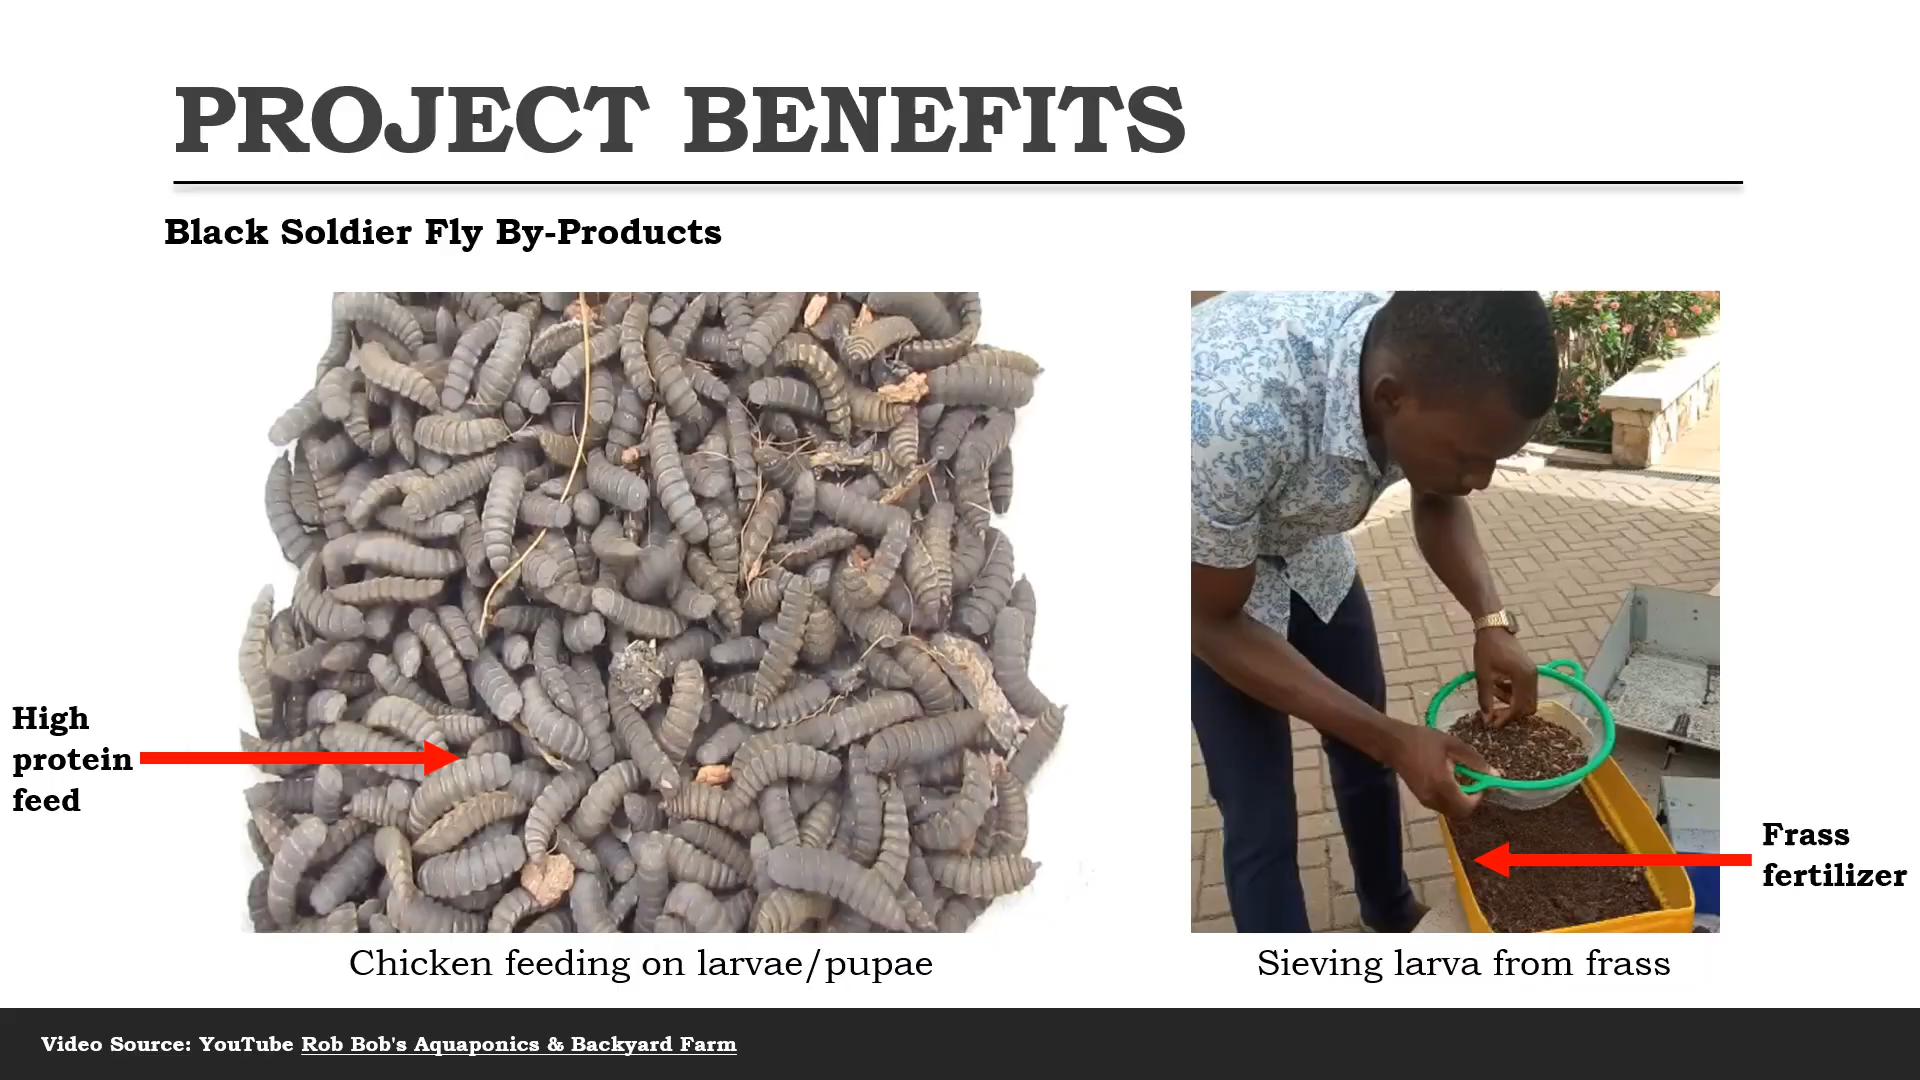 PROJECT BENEFITS
Black Soldier Fly By-Products
High
protein
feed
Frass
fertilizer
Chicken feeding on larvae/pupae
Sieving larva from frass
Video Source: YouTube Rob Bob's Aquaponics & Backyard Farm